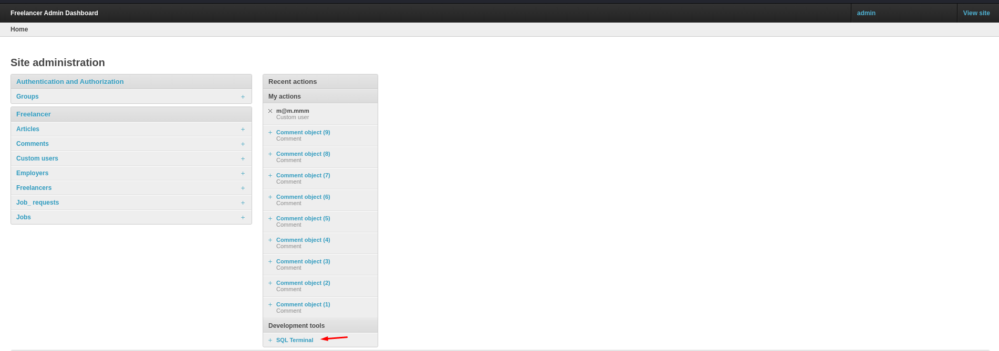 Freelancer Admin Dashboard
admin
View site
Home
Site administration
Authentication and Authorization
Groups
Freelancer
Articles
Comments
Custom users
Employers
Freelancers
Job_ requests
Jobs
Recent actions
My actions
m@m.mmm
Custom user
Comment object (9)
Comment
Comment object (8)
Comment
Comment object (7)
Comment
Comment object (6)
Comment
Comment object (5)
Comment
Comment object (4)
Comment
Comment object (3)
Comment
Comment object (2)
Comment
Comment object (1)
Comment
Development tools
SQL Terminal